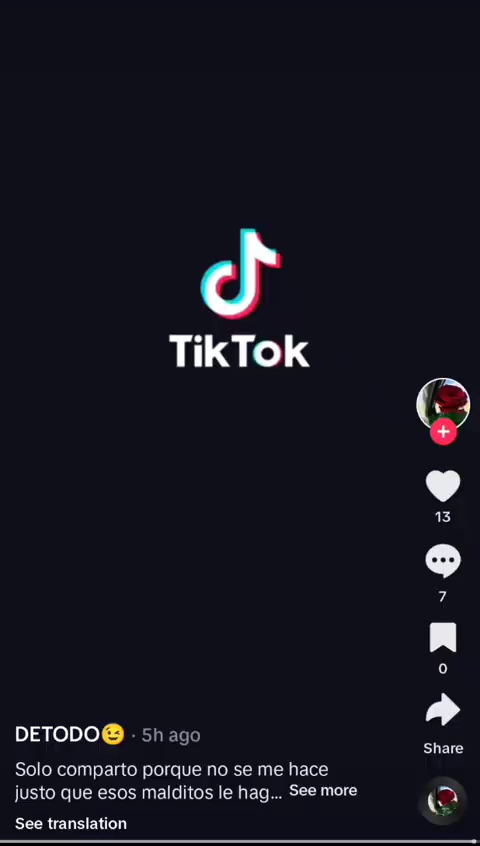 TikTok
13
7
0
Share
DETODO😉 · 5h ago
Solo comparto porque no se me hace
justo que esos malditos le hag... See more
See translation